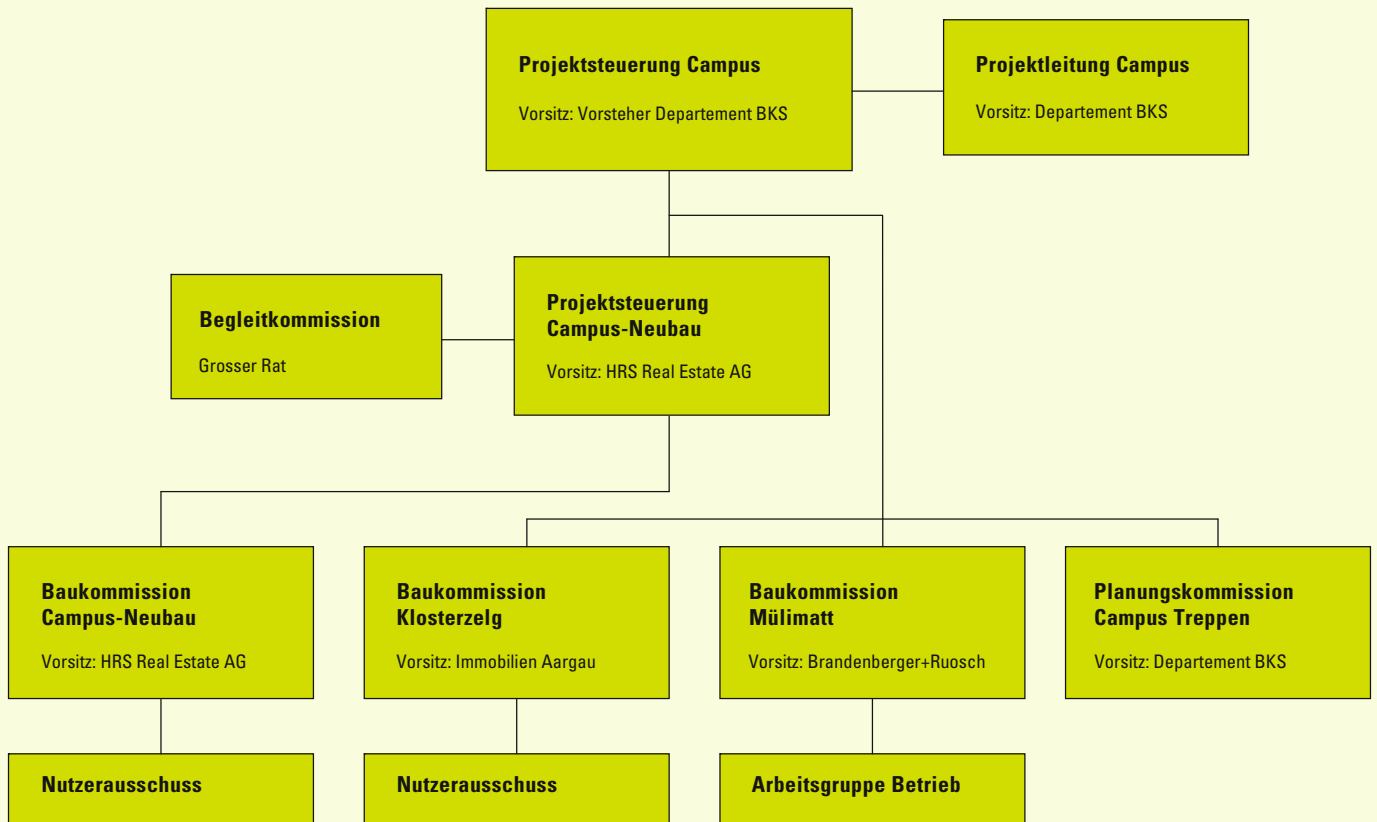 Projektsteuerung Campus
Vorsitz: Vorsteher Departement BKS
Projektleitung Campus
Vorsitz: Departement BKS
Begleitkommission
Grosser Rat
Projektsteuerung
Campus-Neubau
Vorsitz: HRS Real Estate AG
Baukommission
Campus-Neubau
Vorsitz: HRS Real Estate AG
Baukommission
Klosterzelg
Vorsitz: Immobilien Aargau
Baukommission
Mülimatt
Vorsitz: Brandenberger+Ruosch
Planungskommission
Campus Treppen
Vorsitz: Departement BKS
Nutzerausschuss
Nutzerausschuss
Arbeitsgruppe Betrieb